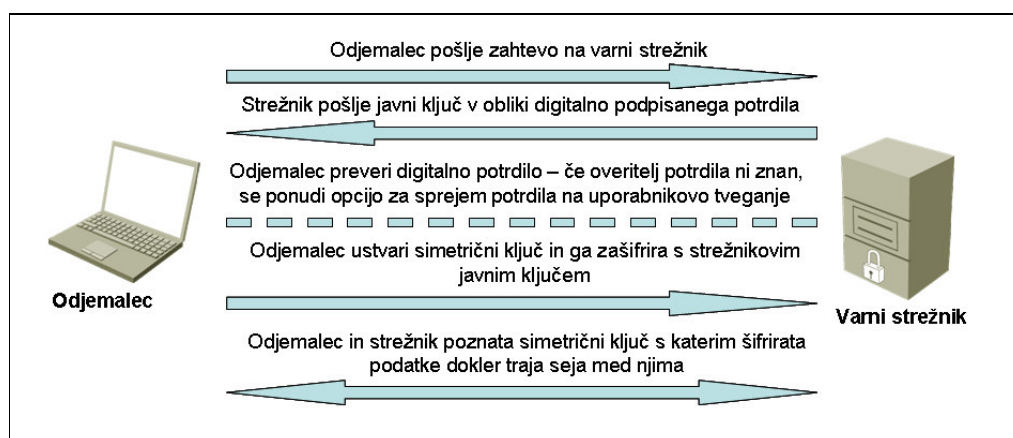 Odjemalec pošlje zahtevo na varni strežnik
Strežnik pošlje javni ključ v obliki digitalno podpisanega potrdila
Odjemalec preveri digitalno potrdilo – če overitelj potrdila ni znan,
se ponudi opcijo za sprejem potrdila na uporabnikovo tveganje
Odjemalec ustvari simetrični ključ in ga zašifrira s strežnikovim
javnim ključem
Odjemalec
Varni strežnik
Odjemalec in strežnik poznata simetrični ključ s katerim šifrirata
podatke dokler traja seja med njima